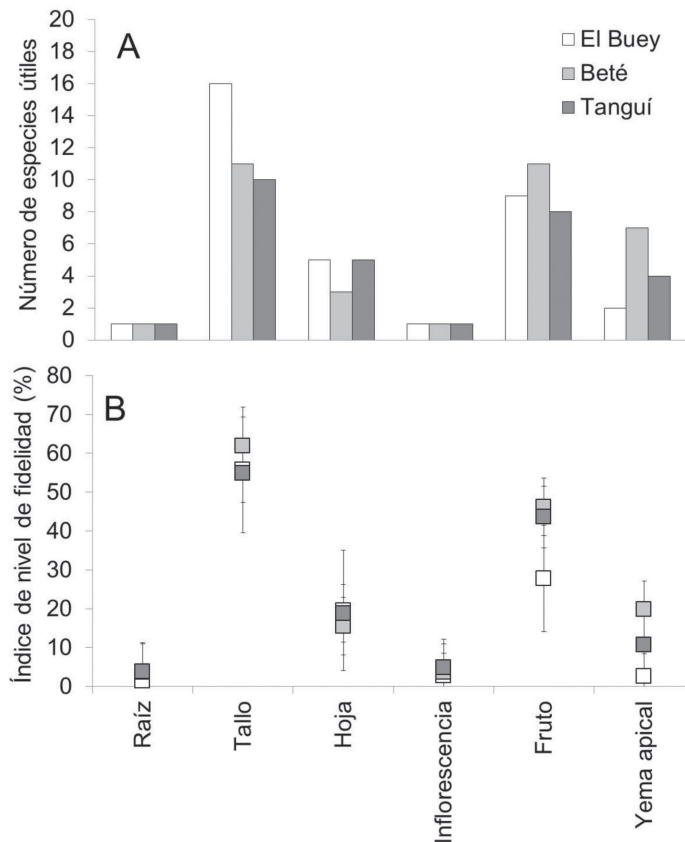 A
El Buey
Beté
Tanguí
Número de especies útiles
20
18
16
14
12
10
8
6
4
2
0
B
Índice de nivel de fidelidad (%)
80
70
60
50
40
30
20
10
0
Raíz
Tallo
Hoja
Inflorescencia
Fruto
Yema apical